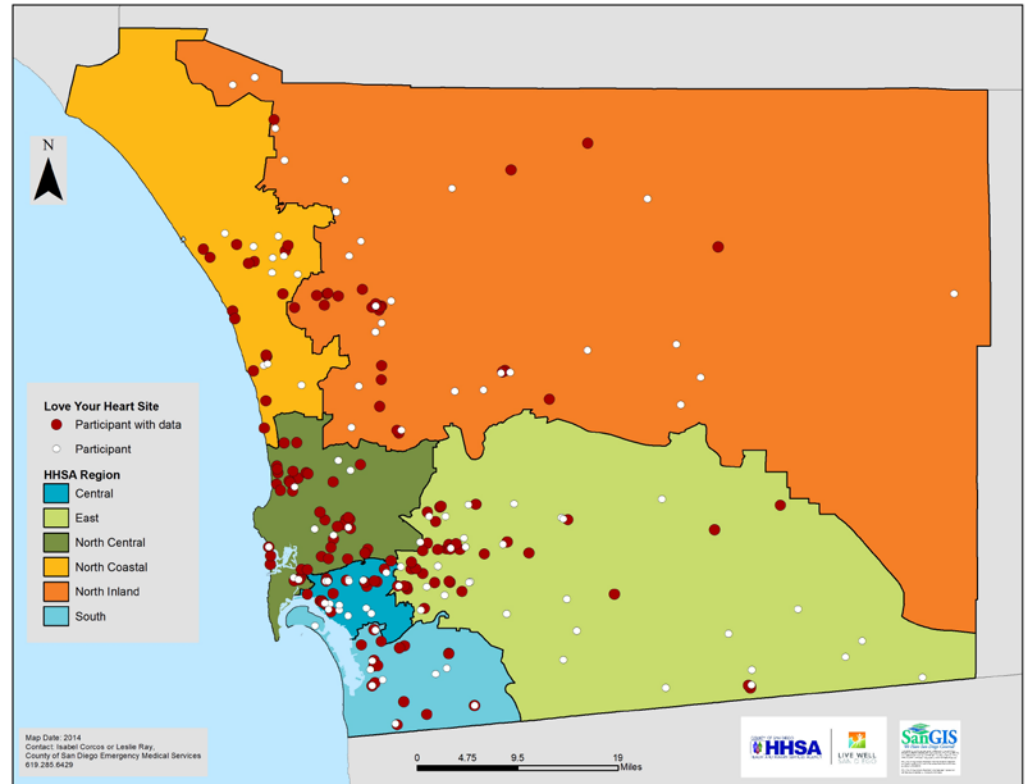 N
Love Your Heart Site
Participant with data
Participant
HHSA Region
Central
East
North Central
North Coastal
North Inland
South
Map Date: 2014
Contact: Isabel Corcos or Leslie Ray,
County of San Diego Emergency Medical Services
619.285.6429
0 4.75 9.5 19
Miles
HHSA
LIVE WELL
SAN DIEGO
SanGIS